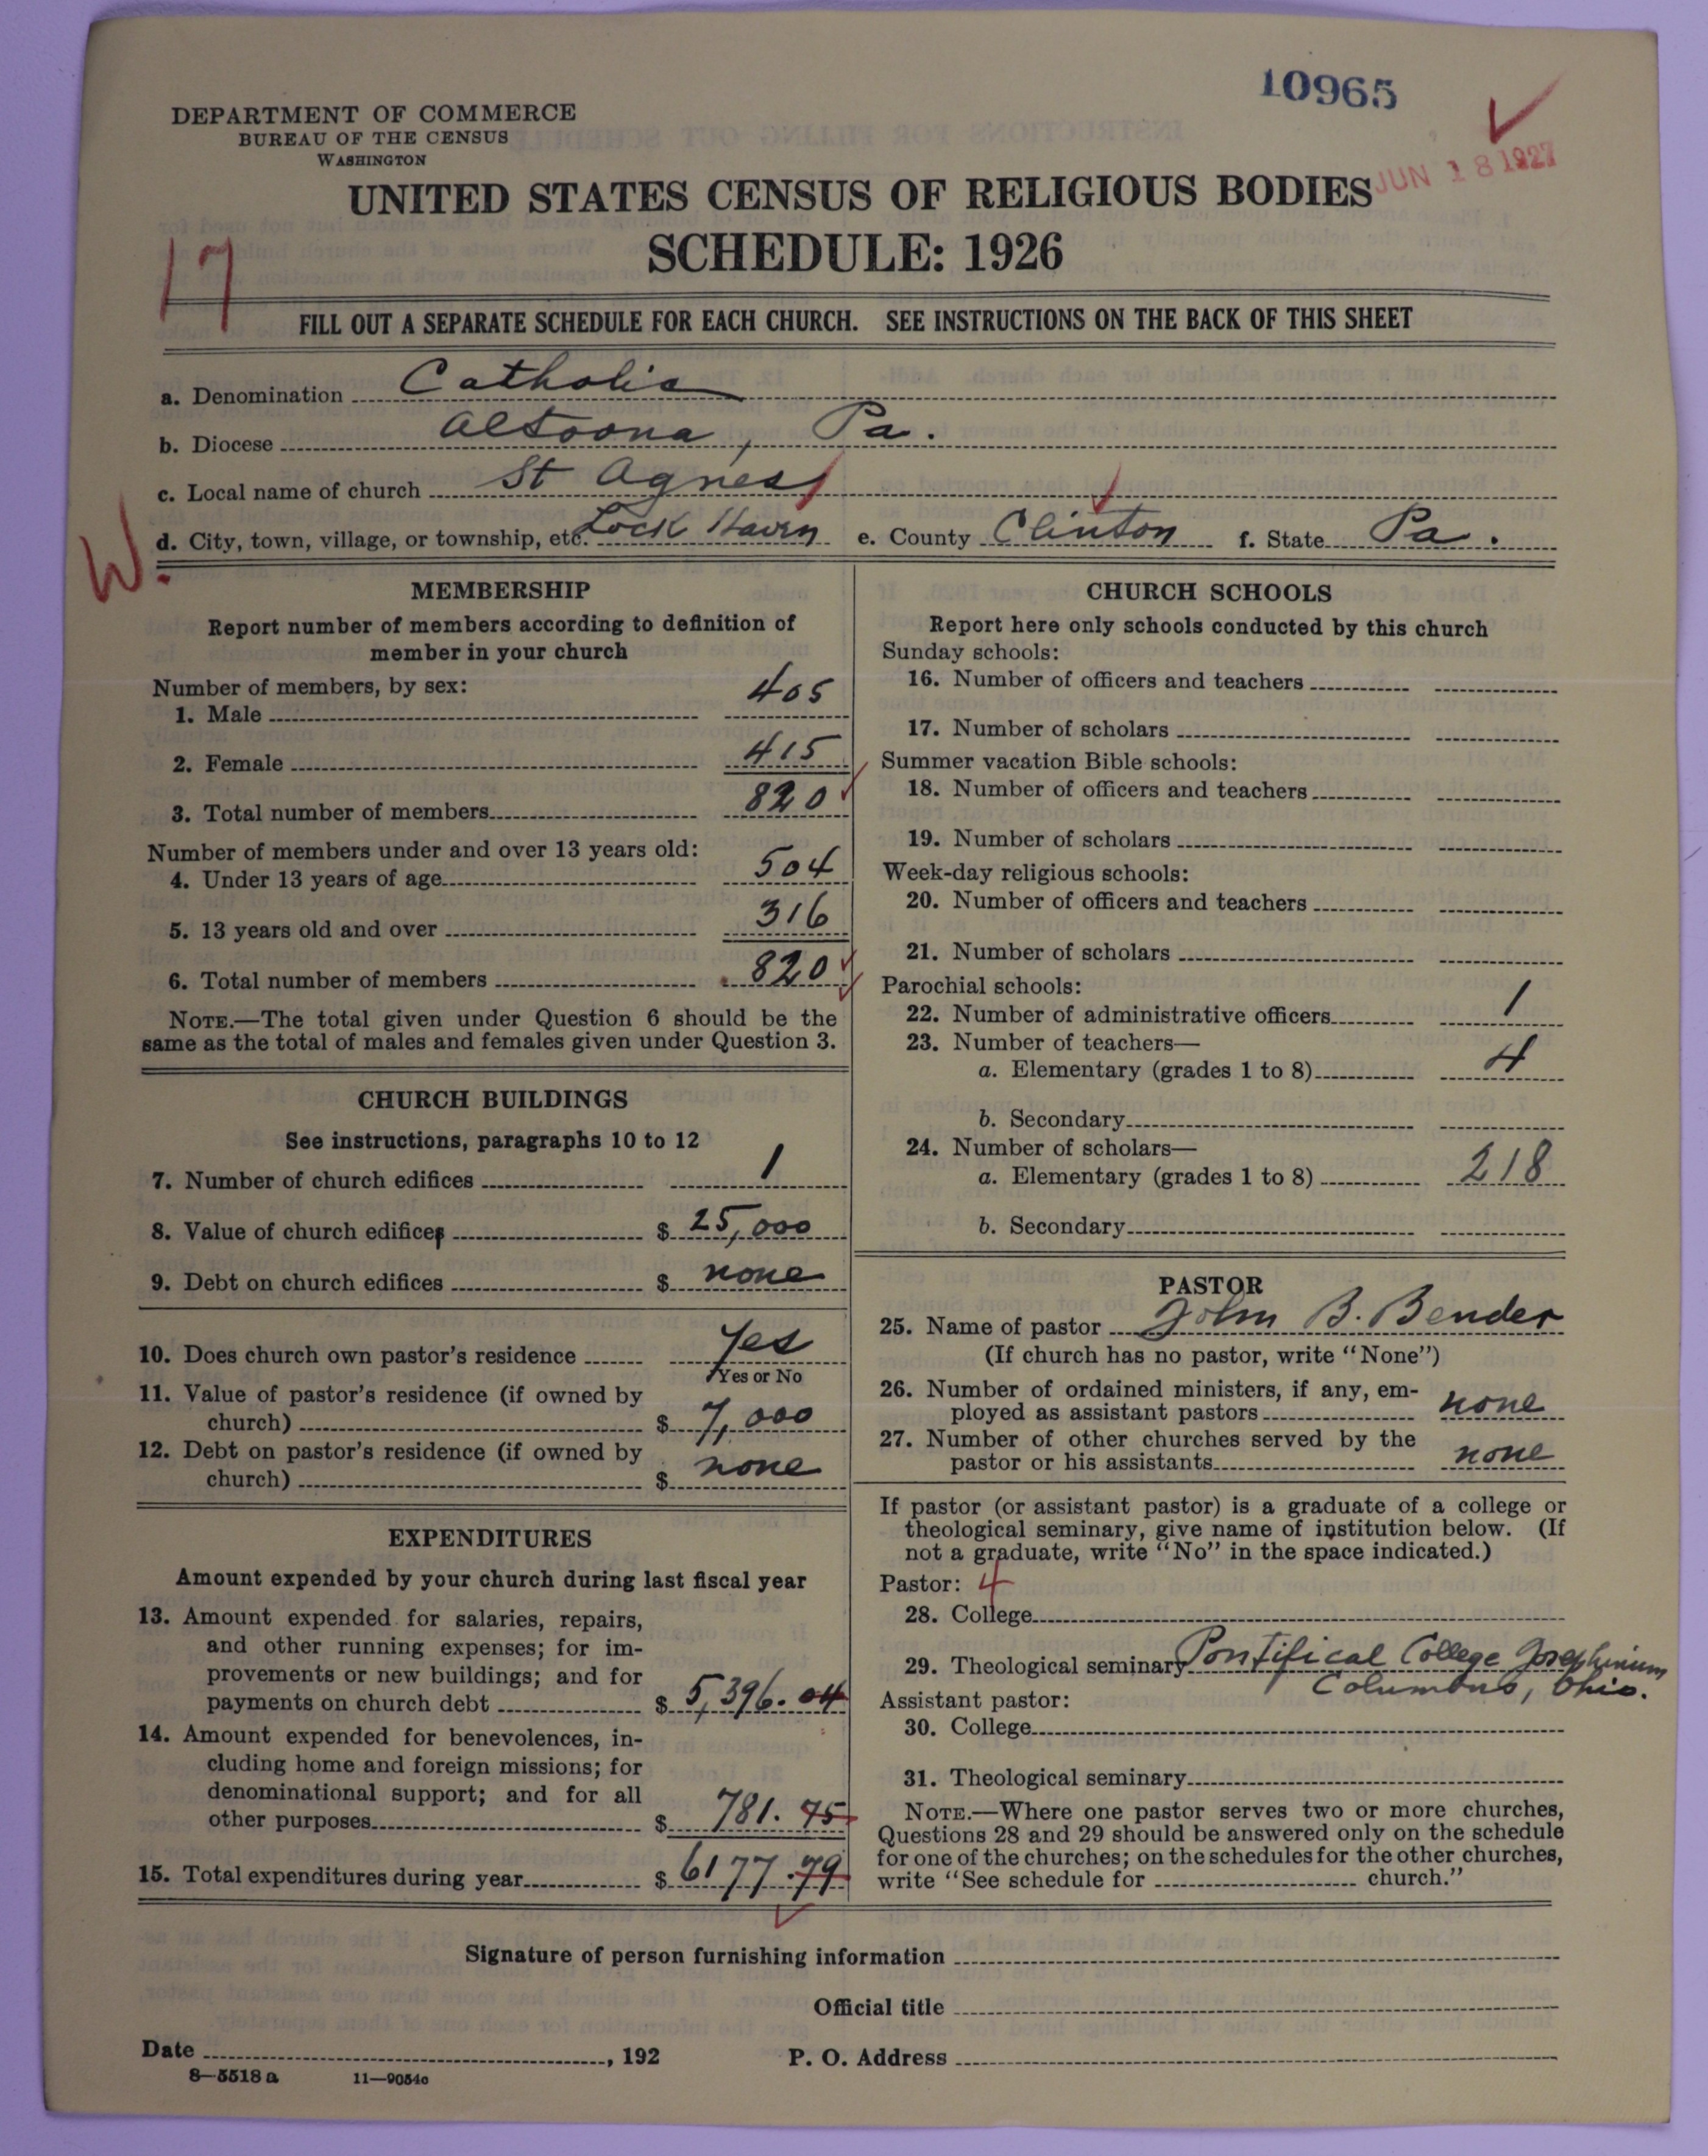 10965
DEPARTMENT OF COMMERCE
BUREAU OF THE CENSUS
WASHINGTON
JUN 18 1927
UNITED STATES CENSUS OF RELIGIOUS BODIES
SCHEDULE: 1926
17
FILL OUT A SEPARATE SCHEDULE FOR EACH CHURCH. SEE INSTRUCTIONS ON THE BACK OF THIS SHEET
a. Denomination Catholic
b. Diocese Altoona, Pa.
c. Local name of church St Agnes
W.
d. City, town, village, or township, etc. Lock Haven e. County Clinton f. State Pa.
MEMBERSHIP
Report number of members according to definition of
member in your church
Number of members, by sex:
1. Male 405
2. Female 415
3. Total number of members 820
Number of members under and over 13 years old:
4. Under 13 years of age 504
5. 13 years old and over 316
6. Total number of members 820
NOTE.—The total given under Question 6 should be the
same as the total of males and females given under Question 3.
CHURCH BUILDINGS
See instructions, paragraphs 10 to 12
7. Number of church edifices 1
8. Value of church edifices $ 25,000
9. Debt on church edifices $ none
10. Does church own pastor's residence Yes
Yes or No
11. Value of pastor's residence (if owned by
church) $ 7,000
12. Debt on pastor's residence (if owned by
church) $ none
EXPENDITURES
Amount expended by your church during last fiscal year
13. Amount expended for salaries, repairs,
and other running expenses; for im-
provements or new buildings; and for
payments on church debt $ 5,396.04
14. Amount expended for benevolences, in-
cluding home and foreign missions; for
denominational support; and for all
other purposes $ 781.75
15. Total expenditures during year $ 6177.79
CHURCH SCHOOLS
Report here only schools conducted by this church
Sunday schools:
16. Number of officers and teachers
17. Number of scholars
Summer vacation Bible schools:
18. Number of officers and teachers
19. Number of scholars
Week-day religious schools:
20. Number of officers and teachers
21. Number of scholars
Parochial schools:
22. Number of administrative officers 1
23. Number of teachers—
a. Elementary (grades 1 to 8) 4
b. Secondary
24. Number of scholars—
a. Elementary (grades 1 to 8) 218
b. Secondary
PASTOR
25. Name of pastor John B. Bender
(If church has no pastor, write "None")
26. Number of ordained ministers, if any, em-
ployed as assistant pastors none
27. Number of other churches served by the
pastor or his assistants none
If pastor (or assistant pastor) is a graduate of a college or
theological seminary, give name of institution below. (If
not a graduate, write "No" in the space indicated.)
Pastor: 4
28. College
29. Theological seminary Pontifical College Josephinum
Columbus, Ohio.
Assistant pastor:
30. College
31. Theological seminary
NOTE.—Where one pastor serves two or more churches,
Questions 28 and 29 should be answered only on the schedule
for one of the churches; on the schedules for the other churches,
write "See schedule for church."
Signature of person furnishing information
Official title
Date , 192 P. O. Address
8—5518 a 11—9054c